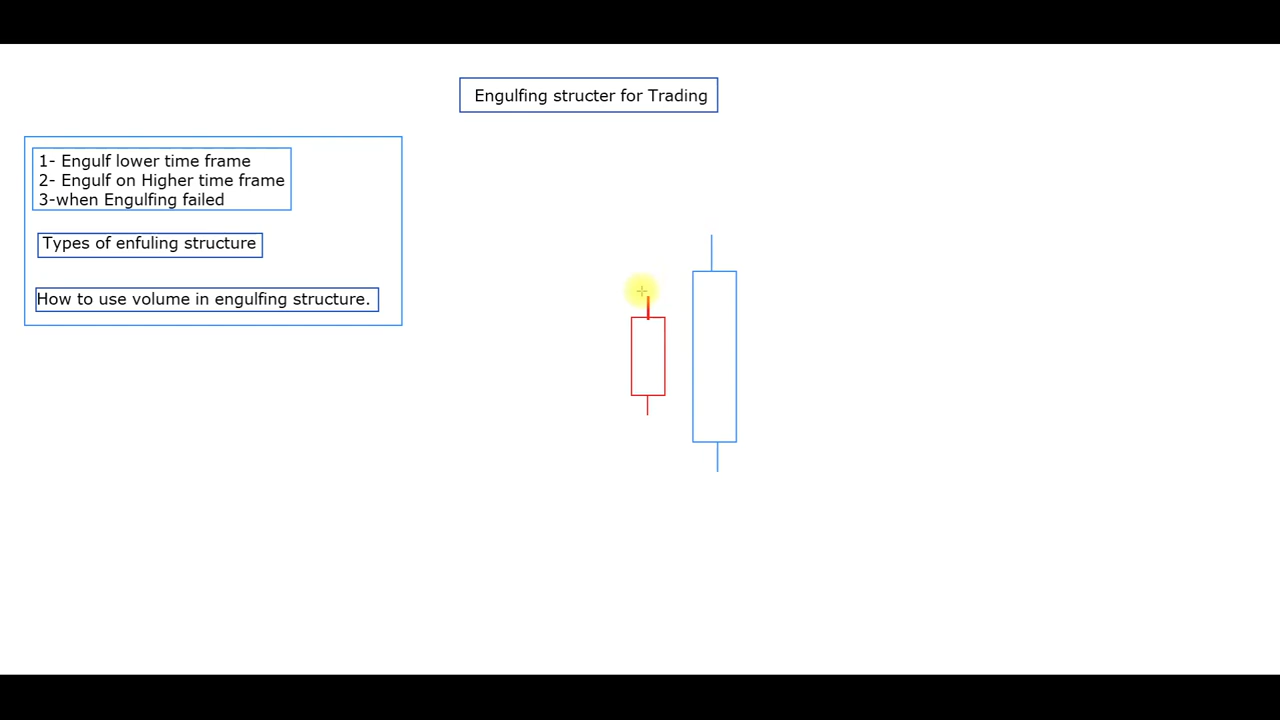 Engulfing structer for Trading
1- Engulf lower time frame
2- Engulf on Higher time frame
3-when Engulfing failed
Types of enfuling structure
How to use volume in engulfing structure.